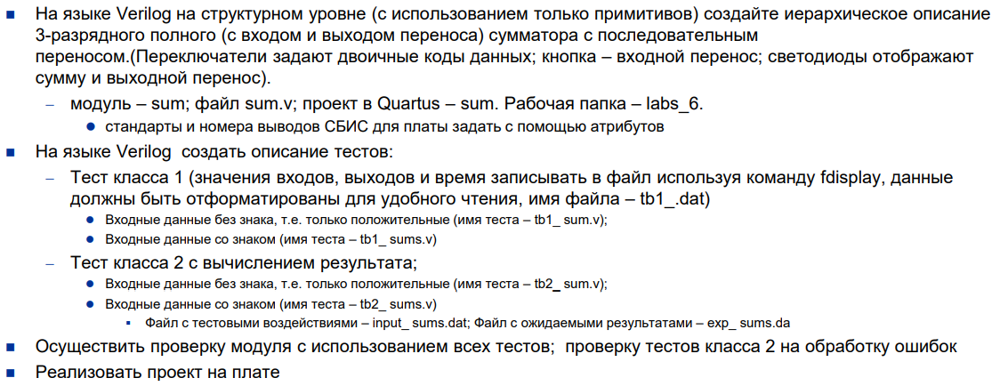 На языке Verilog на структурном уровне (с использованием только примитивов) создайте иерархическое описание
3-разрядного полного (с входом и выходом переноса) сумматора с последовательным
переносом.(Переключатели задают двоичные коды данных; кнопка – входной перенос; светодиоды отображают
сумму и выходной перенос).
– модуль – sum; файл sum.v; проект в Quartus – sum. Рабочая папка – labs_6.
стандарты и номера выводов СБИС для платы задать с помощью атрибутов
На языке Verilog создать описание тестов:
– Тест класса 1 (значения входов, выходов и время записывать в файл используя команду fdisplay, данные
должны быть отформатированы для удобного чтения, имя файла – tb1_.dat)
Входные данные без знака, т.е. только положительные (имя теста – tb1_ sum.v);
Входные данные со знаком (имя теста – tb1_ sums.v)
– Тест класса 2 с вычислением результата;
Входные данные без знака, т.е. только положительные (имя теста – tb2_ sum.v);
Входные данные со знаком (имя теста – tb2_ sums.v)
Файл с тестовыми воздействиями – input_ sums.dat; Файл с ожидаемыми результатами – exp_ sums.da
Осуществить проверку модуля с использованием всех тестов; проверку тестов класса 2 на обработку ошибок
Реализовать проект на плате